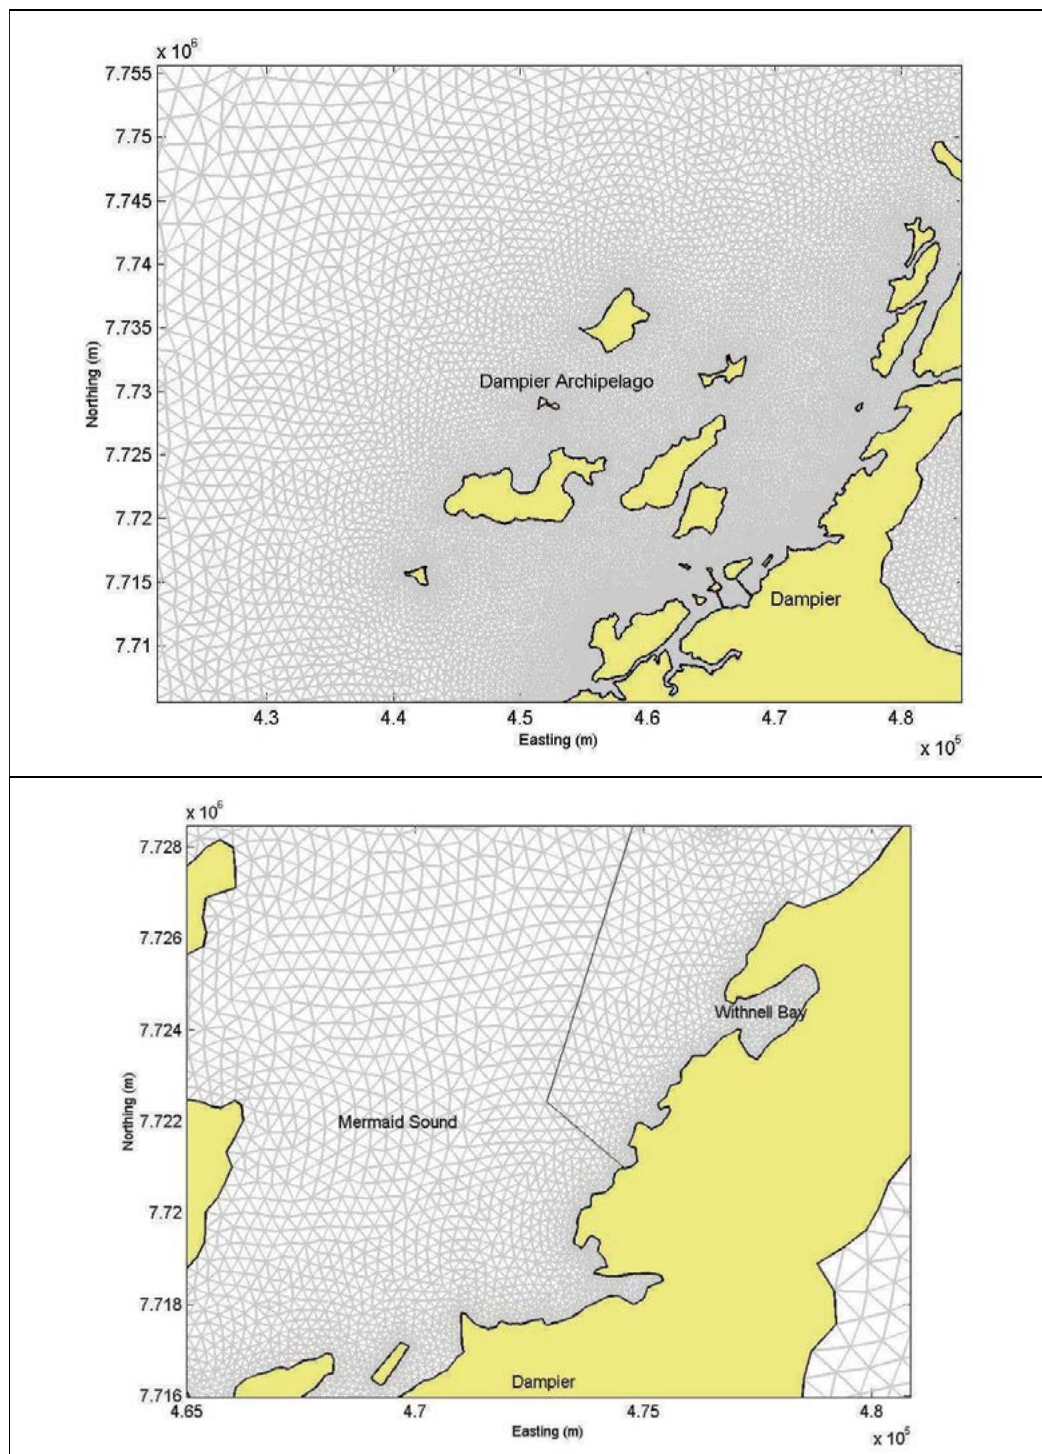 x 10⁶
7.755
7.75
7.745
7.74
7.735
7.73
7.725
7.72
7.715
7.71
Northing (m)
Dampier Archipelago
Dampier
4.3
4.4
4.5
4.6
4.7
4.8
Easting (m)
x 10⁵
x 10⁶
7.728
7.726
7.724
7.722
7.72
7.718
7.716
Northing (m)
Withnell Bay
Mermaid Sound
Dampier
4.65
4.7
4.75
4.8
Easting (m)
x 10⁵